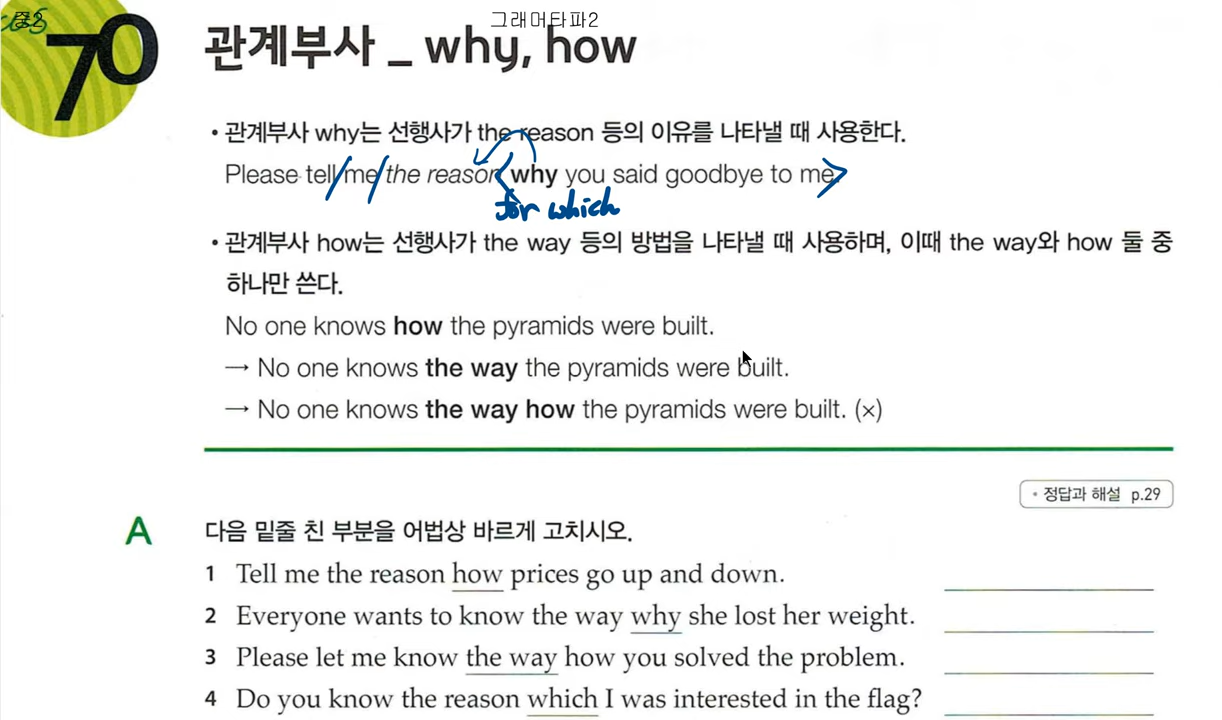 중2
그래머타파2
70 관계부사 _ why, how
• 관계부사 why는 선행사가 the reason 등의 이유를 나타낼 때 사용한다.
Please tell me the reason why you said goodbye to me.
for which
• 관계부사 how는 선행사가 the way 등의 방법을 나타낼 때 사용하며, 이때 the way와 how 둘 중
하나만 쓴다.
No one knows how the pyramids were built.
→ No one knows the way the pyramids were built.
→ No one knows the way how the pyramids were built. (×)
• 정답과 해설 p.29
A 다음 밑줄 친 부분을 어법상 바르게 고치시오.
1 Tell me the reason how prices go up and down.
2 Everyone wants to know the way why she lost her weight.
3 Please let me know the way how you solved the problem.
4 Do you know the reason which I was interested in the flag?